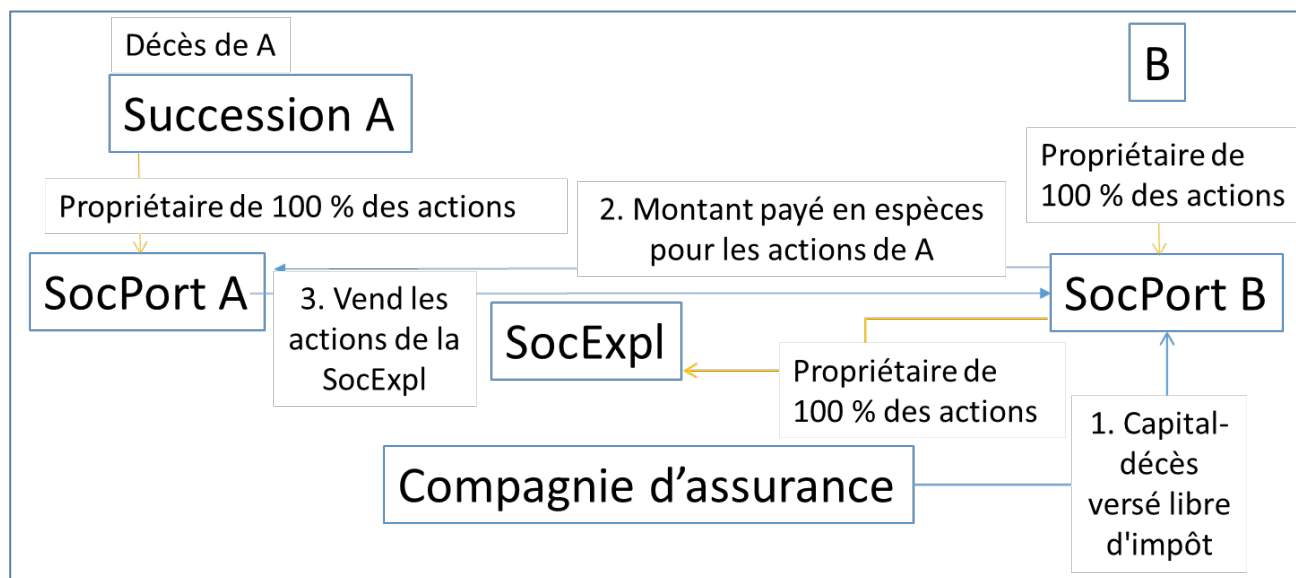 Décès de A
Succession A
B
Propriétaire de 100 % des actions
Propriétaire de
100 % des actions
2. Montant payé en espèces
pour les actions de A
SocPort A
3. Vend les
actions de la
SocExpl
SocExpl
SocPort B
Propriétaire de
100 % des actions
Compagnie d’assurance
1. Capital-
décès
versé libre
d'impôt